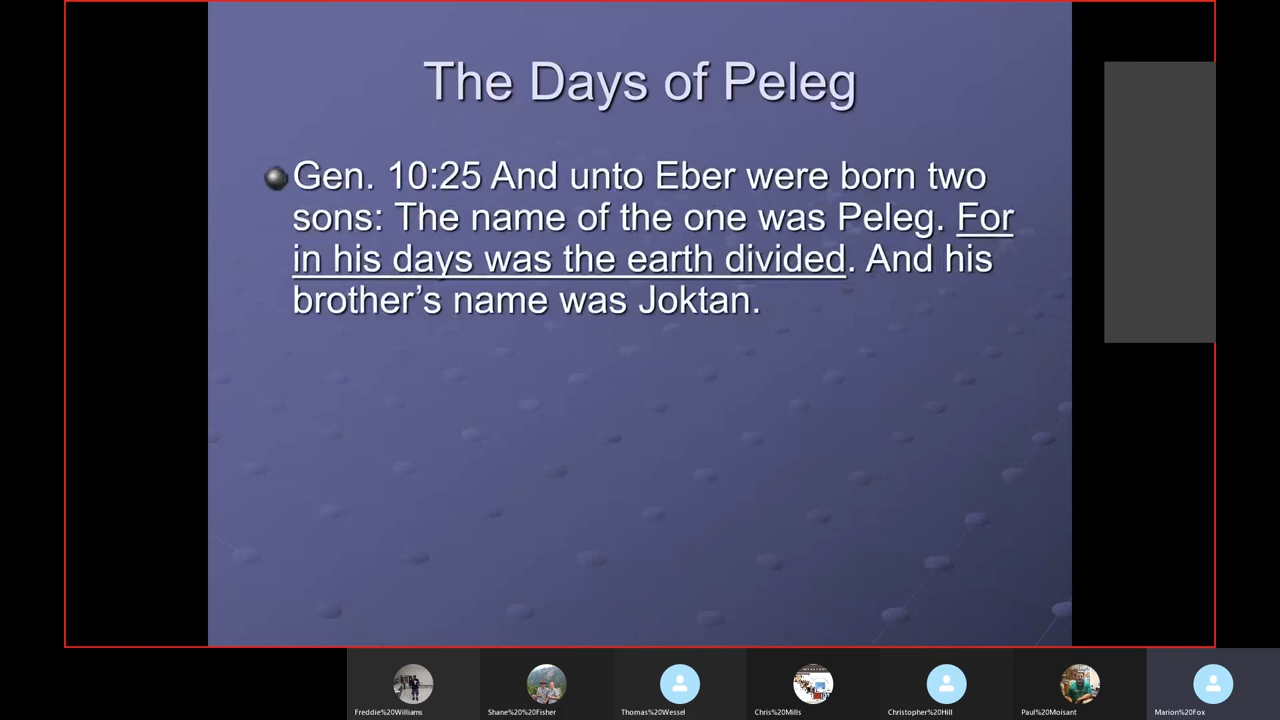 The Days of Peleg
Gen. 10:25 And unto Eber were born two
sons: The name of the one was Peleg. For
in his days was the earth divided. And his
brother’s name was Joktan.
Freddie%20Williams
Shane%20%20Fisher
Thomas%20Wessel
Chris%20Mills
Christopher%20Hill
Paul%20Moisant
Marion%20Fox